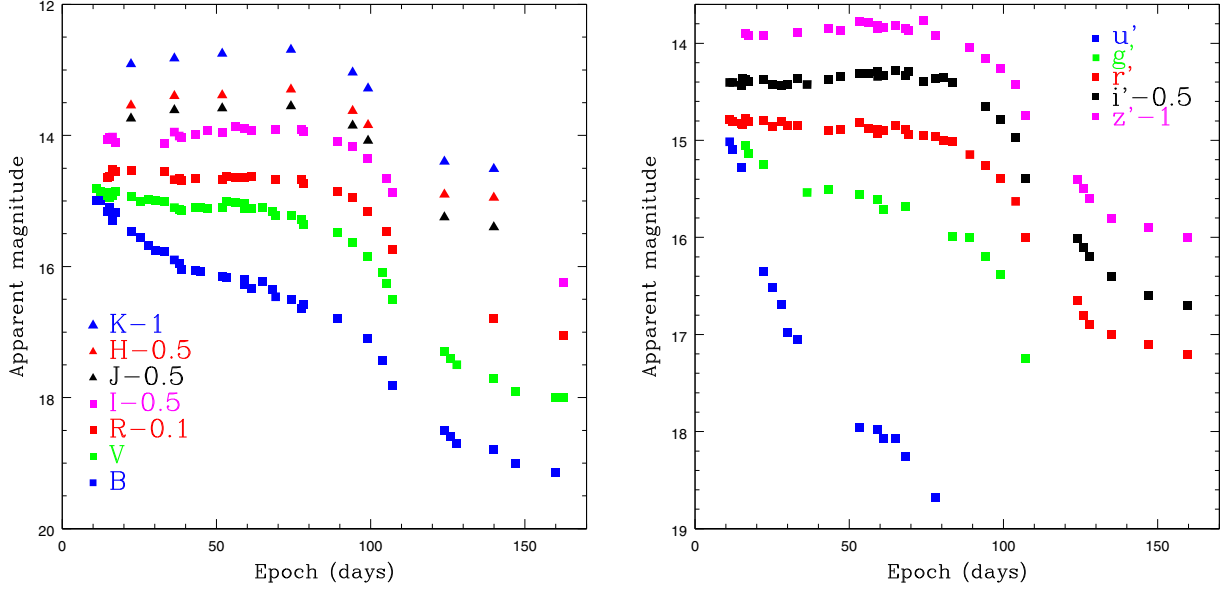 12
14
16
18
20
0
50
100
150
Apparent magnitude
Epoch (days)
K−1
H−0.5
J−0.5
I−0.5
R−0.1
V
B
14
15
16
17
18
19
0
50
100
150
Apparent magnitude
Epoch (days)
u'
g'
r'
i'−0.5
z'−1